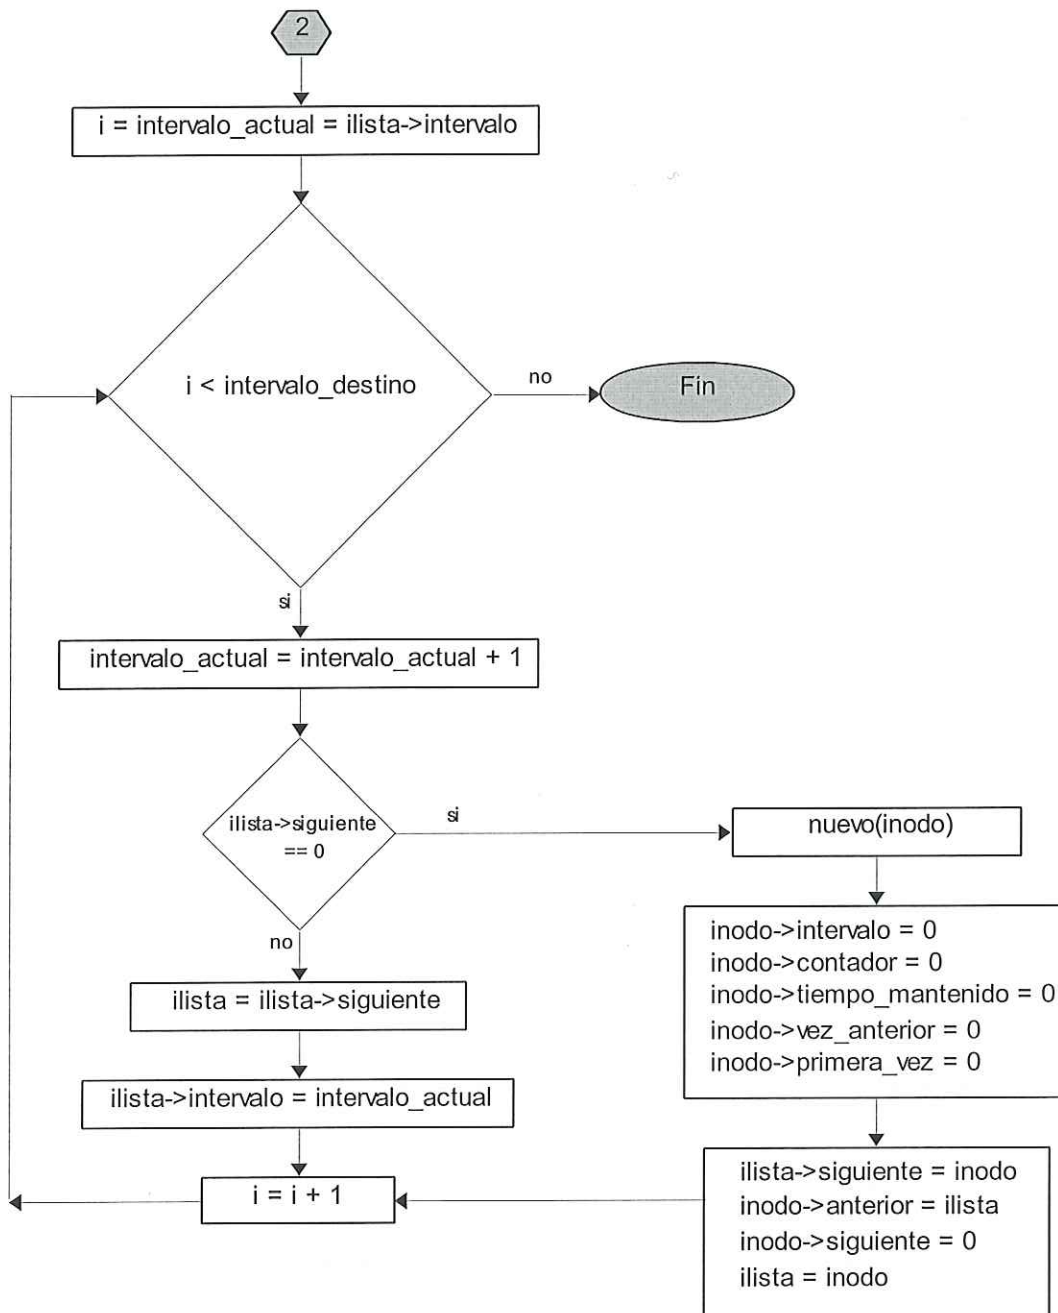 2
i = intervalo_actual = ilista->intervalo
i < intervalo_destino
no
Fin
si
intervalo_actual = intervalo_actual + 1
ilista->siguiente
== 0
si
nuevo(inodo)
inodo->intervalo = 0
inodo->contador = 0
inodo->tiempo_mantenido = 0
inodo->vez_anterior = 0
inodo->primera_vez = 0
no
ilista = ilista->siguiente
ilista->intervalo = intervalo_actual
i = i + 1
ilista->siguiente = inodo
inodo->anterior = ilista
inodo->siguiente = 0
ilista = inodo